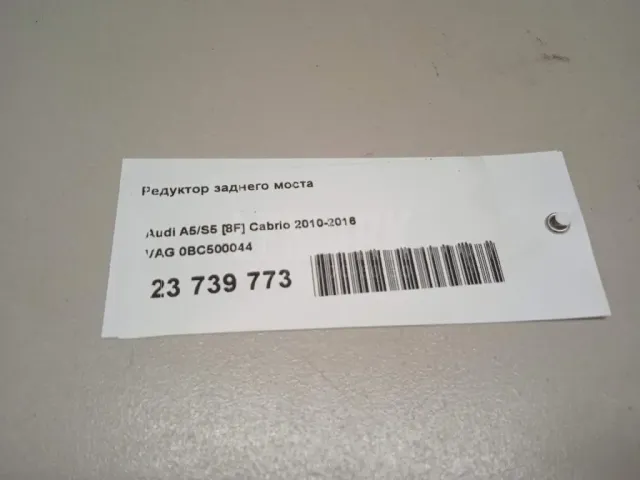 Редуктор заднего моста
Audi A5/S5 [8F] Cabrio 2010-2016
VAG 0BC500044
23 739 773